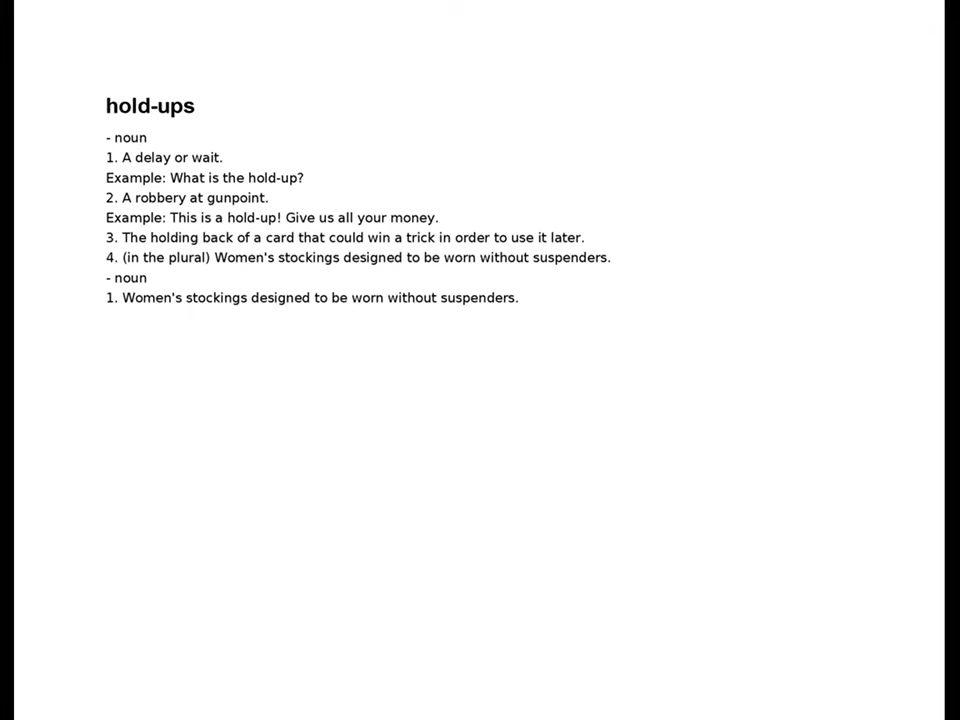 hold-ups
- noun
1. A delay or wait.
Example: What is the hold-up?
2. A robbery at gunpoint.
Example: This is a hold-up! Give us all your money.
3. The holding back of a card that could win a trick in order to use it later.
4. (in the plural) Women's stockings designed to be worn without suspenders.
- noun
1. Women's stockings designed to be worn without suspenders.